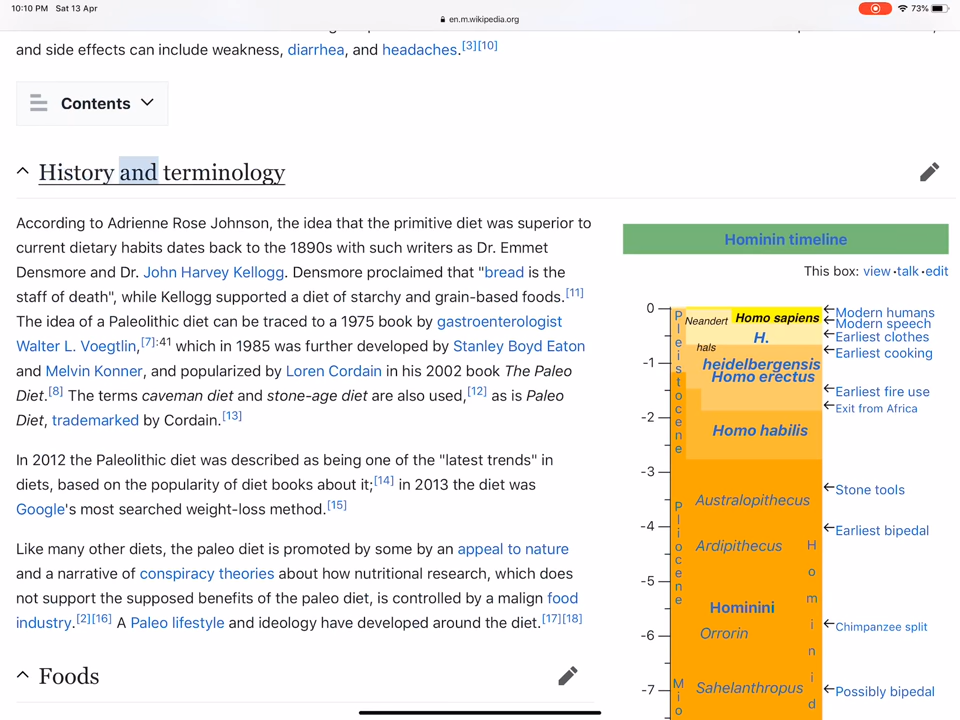 10:10 PM Sat 13 Apr
73%
en.m.wikipedia.org
and side effects can include weakness, diarrhea, and headaches.[3][10]
Contents
History and terminology
According to Adrienne Rose Johnson, the idea that the primitive diet was superior to
current dietary habits dates back to the 1890s with such writers as Dr. Emmet
Densmore and Dr. John Harvey Kellogg. Densmore proclaimed that "bread is the
staff of death", while Kellogg supported a diet of starchy and grain-based foods.[11]
The idea of a Paleolithic diet can be traced to a 1975 book by gastroenterologist
Walter L. Voegtlin,[7]:41 which in 1985 was further developed by Stanley Boyd Eaton
and Melvin Konner, and popularized by Loren Cordain in his 2002 book The Paleo
Diet.[8] The terms caveman diet and stone-age diet are also used,[12] as is Paleo
Diet, trademarked by Cordain.[13]
In 2012 the Paleolithic diet was described as being one of the "latest trends" in
diets, based on the popularity of diet books about it;[14] in 2013 the diet was
Google's most searched weight-loss method.[15]
Like many other diets, the paleo diet is promoted by some by an appeal to nature
and a narrative of conspiracy theories about how nutritional research, which does
not support the supposed benefits of the paleo diet, is controlled by a malign food
industry.[2][16] A Paleo lifestyle and ideology have developed around the diet.[17][18]
Foods
Hominin timeline
This box: view · talk · edit
0
-1
-2
-3
-4
-5
-6
-7
Pleistocene
Pliocene
Mio
Neandert
hals
Homo sapiens
H.
heidelbergensis
Homo erectus
Homo habilis
Australopithecus
Ardipithecus
Hominini
Orrorin
Sahelanthropus
Hominid
←Modern humans
←Modern speech
←Earliest clothes
←Earliest cooking
←Earliest fire use
←Exit from Africa
←Stone tools
←Earliest bipedal
←Chimpanzee split
←Possibly bipedal